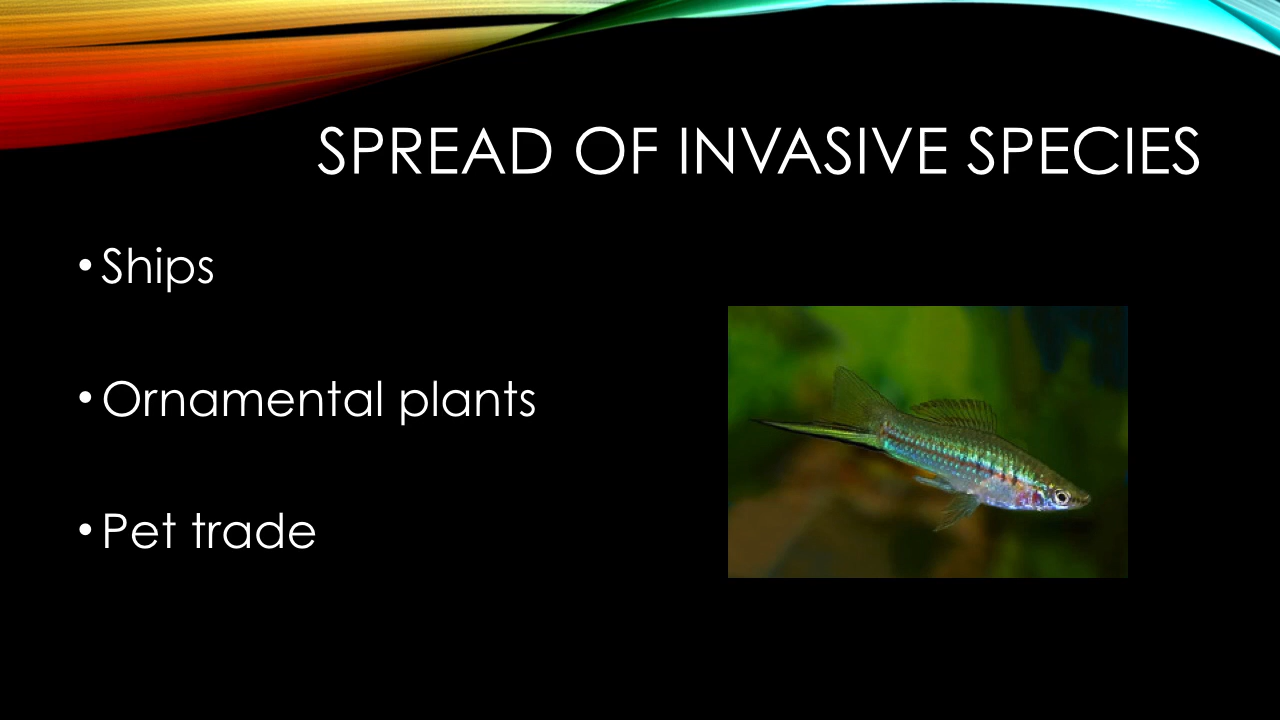 SPREAD OF INVASIVE SPECIES
• Ships
• Ornamental plants
• Pet trade